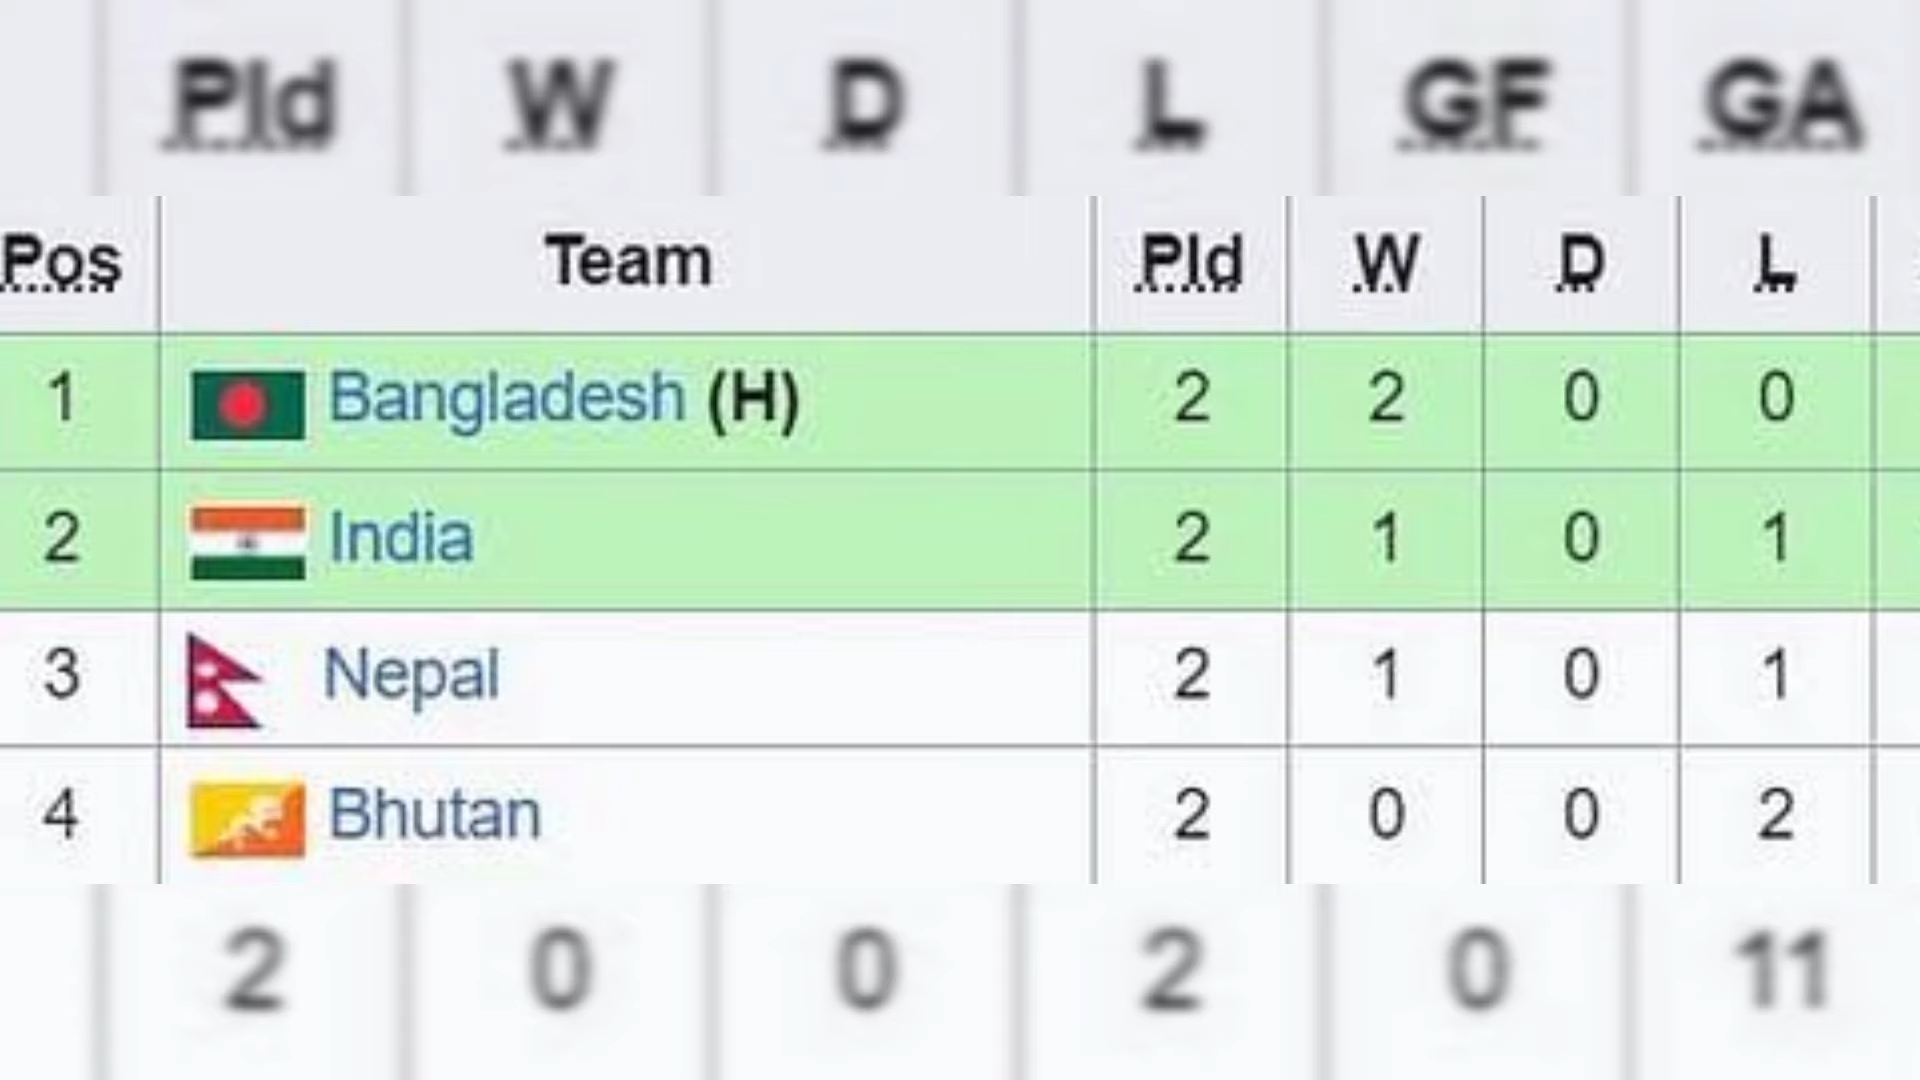 Pld W D L GF GA
Pos Team Pld W D L
1 Bangladesh (H) 2 2 0 0
2 India 2 1 0 1
3 Nepal 2 1 0 1
4 Bhutan 2 0 0 2
2 0 0 2 0 11